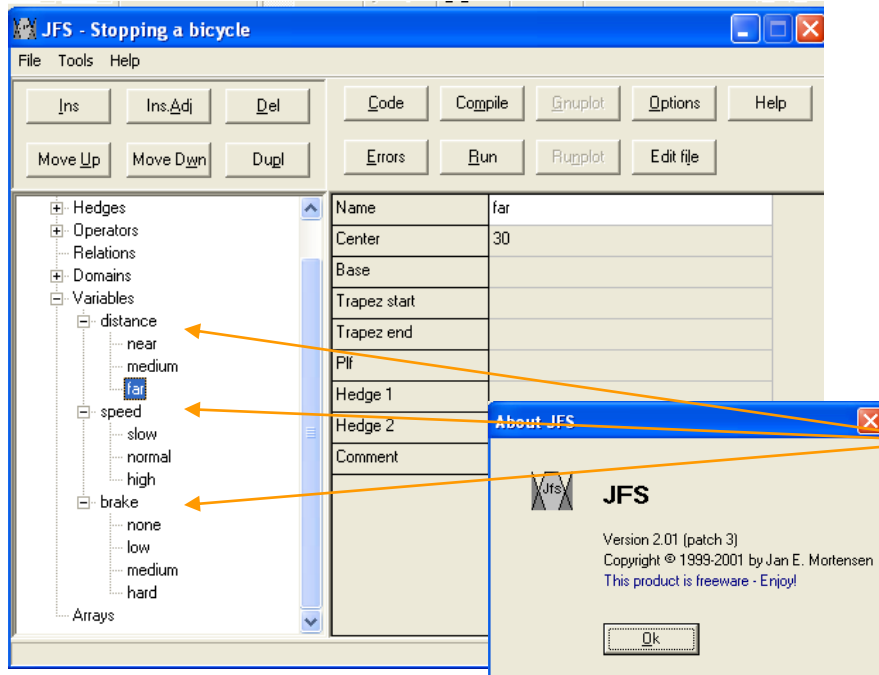 JFS - Stopping a bicycle
File Tools Help
Ins Ins.Adj Del
Move Up Move Dwn Dupl
Code Compile Gnuplot Options Help
Errors Run Runplot Edit file
Hedges
Operators
Relations
Domains
Variables
distance
near
medium
far
speed
slow
normal
high
brake
none
low
medium
hard
Arrays
Name far
Center 30
Base
Trapez start
Trapez end
Plf
Hedge 1
Hedge 2
Comment
About JFS
Jfs
JFS
Version 2.01 (patch 3)
Copyright © 1999-2001 by Jan E. Mortensen
This product is freeware - Enjoy!
Ok